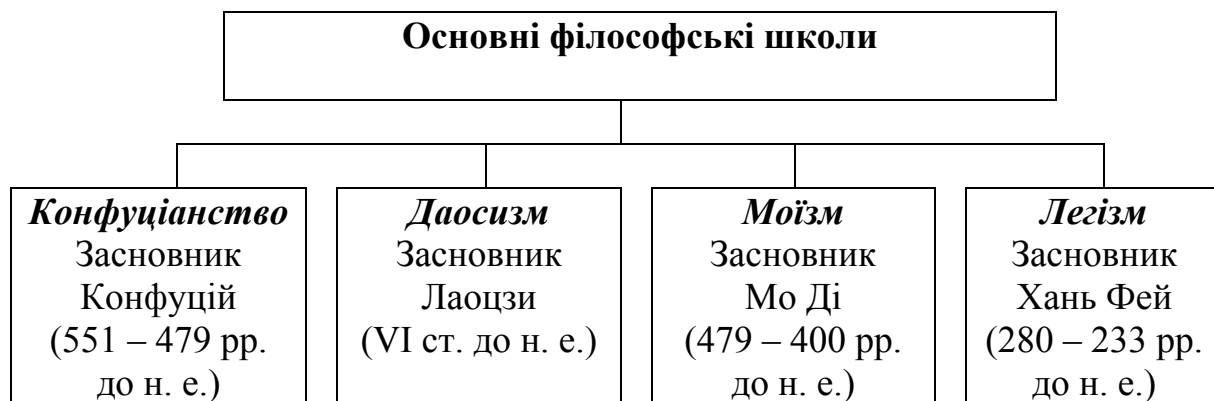 Основні філософські школи
Конфуціанство
Засновник
Конфуцій
(551 – 479 рр.
до н. е.)
Даосизм
Засновник
Лаоцзи
(VI ст. до н. е.)
Моїзм
Засновник
Мо Ді
(479 – 400 рр.
до н. е.)
Легізм
Засновник
Хань Фей
(280 – 233 рр.
до н. е.)